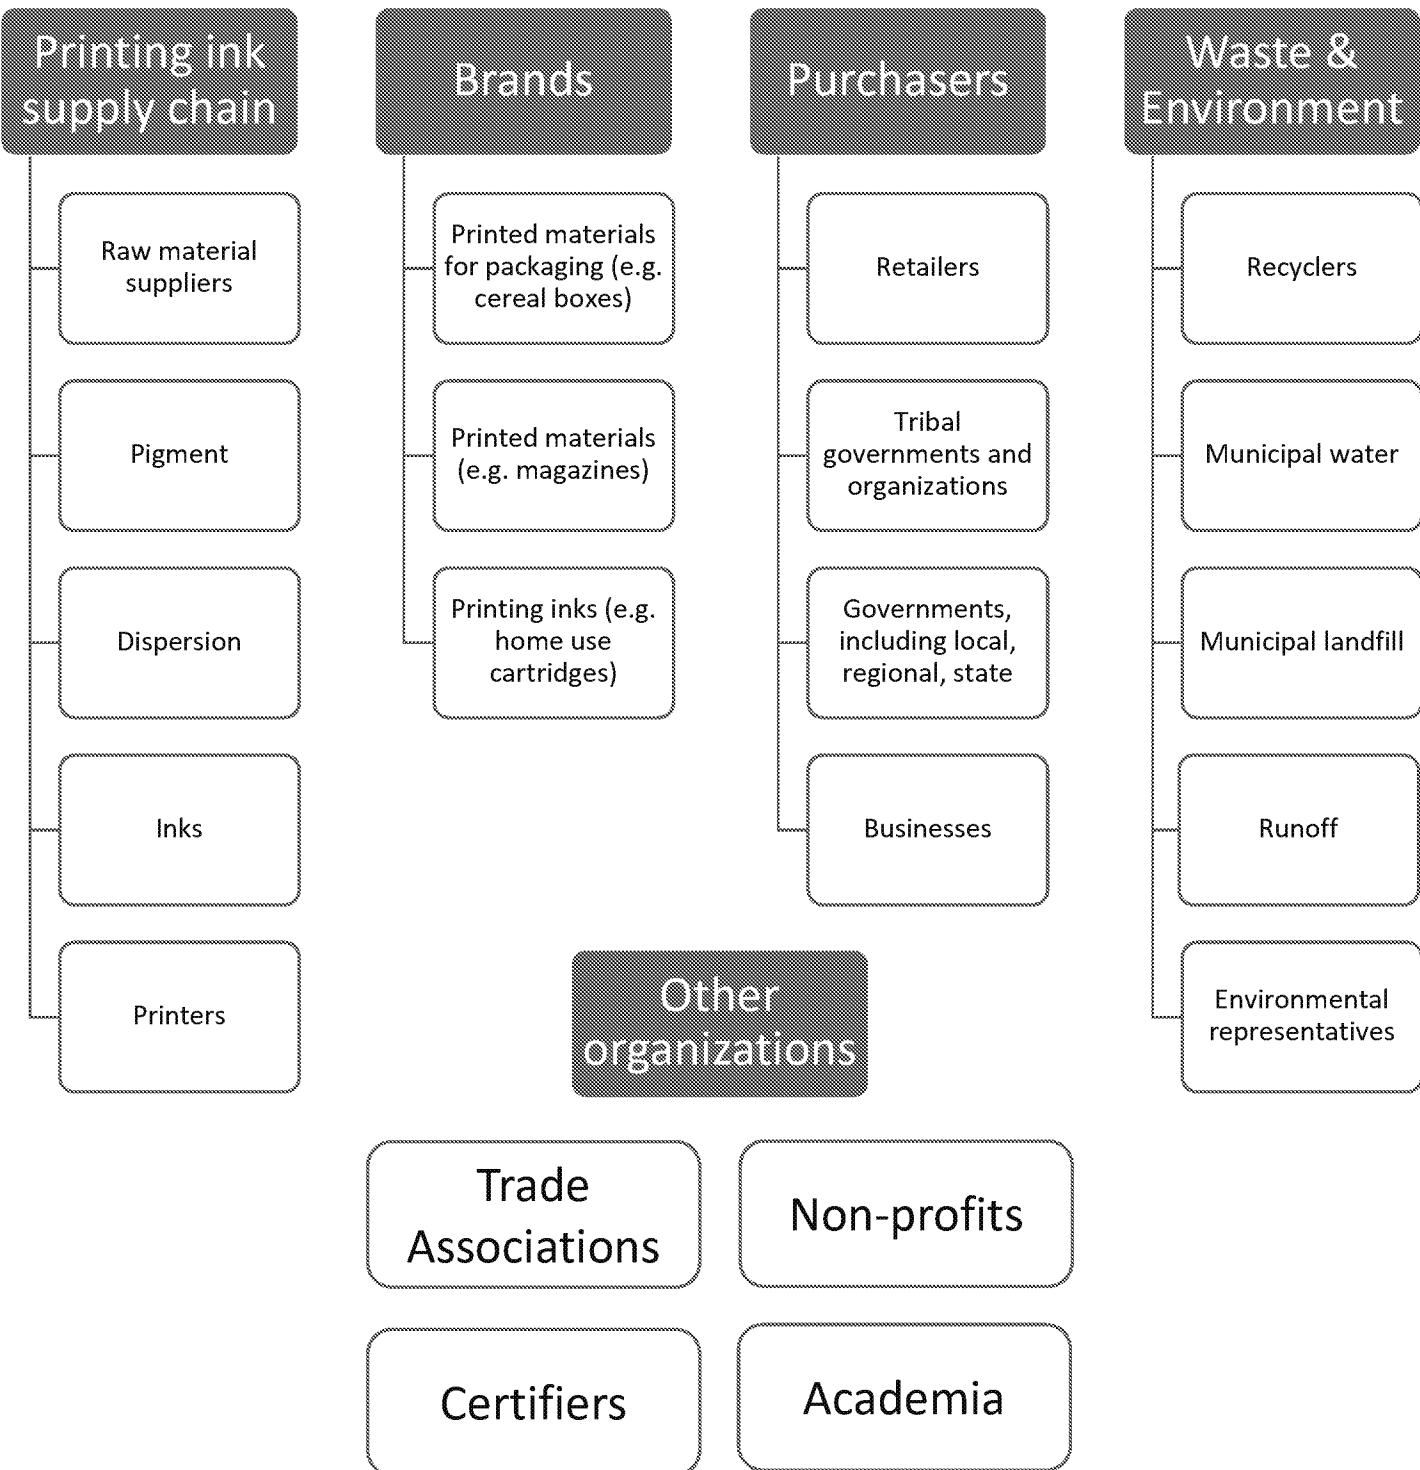 Printing ink
supply chain
Raw material
suppliers
Pigment
Dispersion
Inks
Printers
Brands
Printed materials
for packaging (e.g.
cereal boxes)
Printed materials
(e.g. magazines)
Printing inks (e.g.
home use
cartridges)
Purchasers
Retailers
Tribal
governments and
organizations
Governments,
including local,
regional, state
Businesses
Waste &
Environment
Recyclers
Municipal water
Municipal landfill
Runoff
Environmental
representatives
Other
organizations
Trade
Associations
Non-profits
Certifiers
Academia